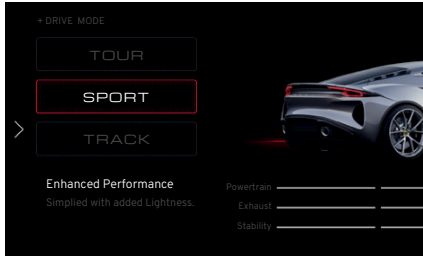 + DRIVE MODE
TOUR
SPORT
TRACK
Enhanced Performance
Simplied with added Lightness.
Powertrain
Exhaust
Stability